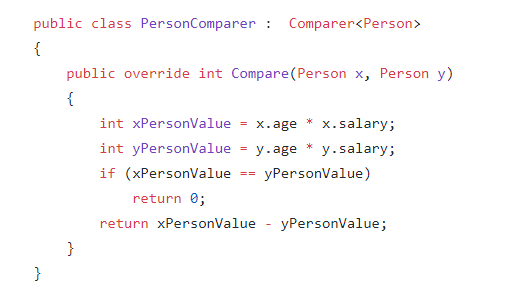 public class PersonComparer :  Comparer<Person>
{
    public override int Compare(Person x, Person y)
    {
        int xPersonValue = x.age * x.salary;
        int yPersonValue = y.age * y.salary;
        if (xPersonValue == yPersonValue)
            return 0;
        return xPersonValue - yPersonValue;
    }
}